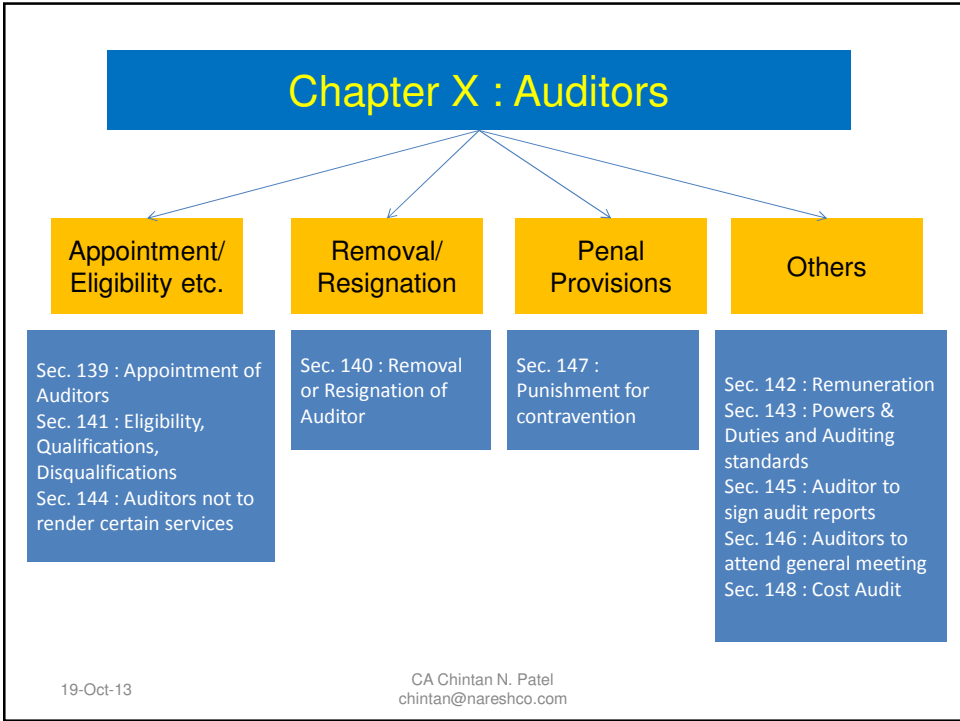 Chapter X : Auditors
Appointment/
Eligibility etc.
Removal/
Resignation
Penal
Provisions
Others
Sec. 139 : Appointment of
Auditors
Sec. 141 : Eligibility,
Qualifications,
Disqualifications
Sec. 144 : Auditors not to
render certain services
Sec. 140 : Removal
or Resignation of
Auditor
Sec. 147 :
Punishment for
contravention
Sec. 142 : Remuneration
Sec. 143 : Powers &
Duties and Auditing
standards
Sec. 145 : Auditor to
sign audit reports
Sec. 146 : Auditors to
attend general meeting
Sec. 148 : Cost Audit
19-Oct-13
CA Chintan N. Patel
chintan@nareshco.com